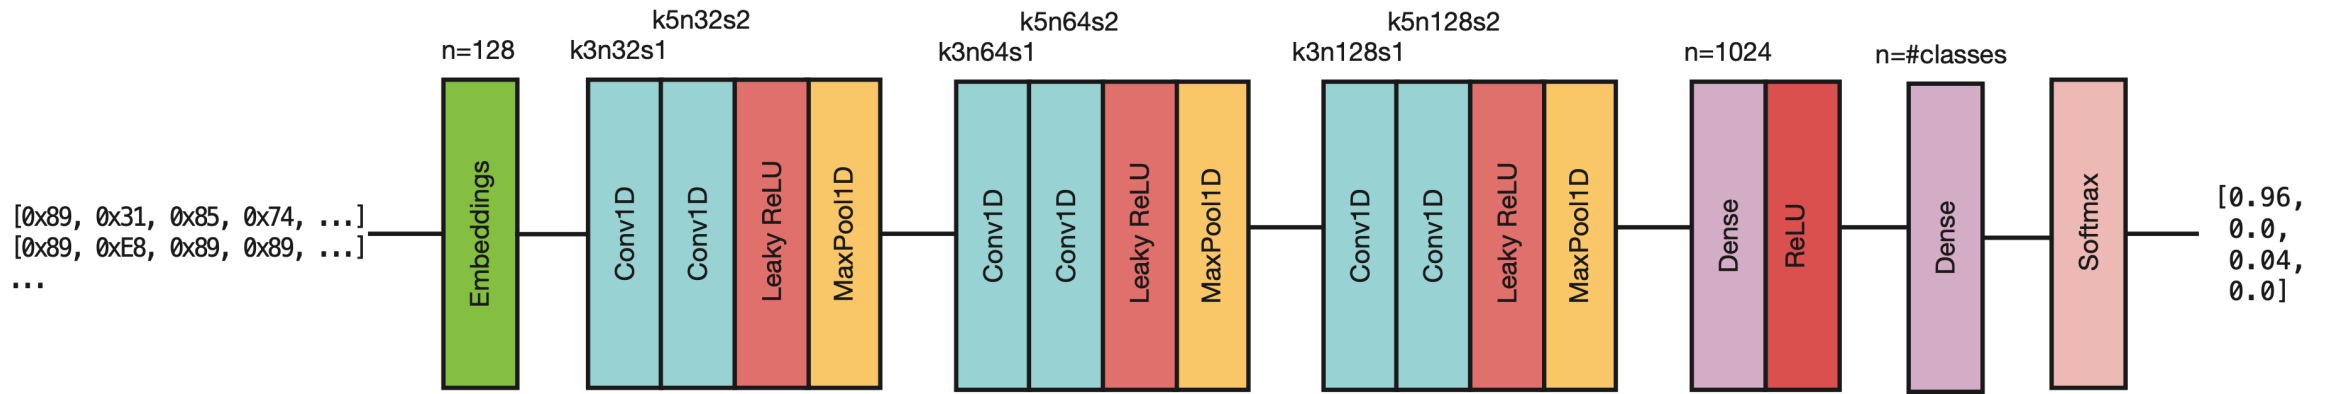 k5n32s2
k5n64s2
k5n128s2
n=128
k3n32s1
k3n64s1
k3n128s1
n=1024
n=#classes
[0x89, 0x31, 0x85, 0x74, ...]
[0x89, 0xE8, 0x89, 0x89, ...]
...
Embeddings
Conv1D
Conv1D
Leaky ReLU
MaxPool1D
Conv1D
Conv1D
Leaky ReLU
MaxPool1D
Conv1D
Conv1D
Leaky ReLU
MaxPool1D
Dense
ReLU
Dense
Softmax
[0.96,
0.0,
0.04,
0.0]